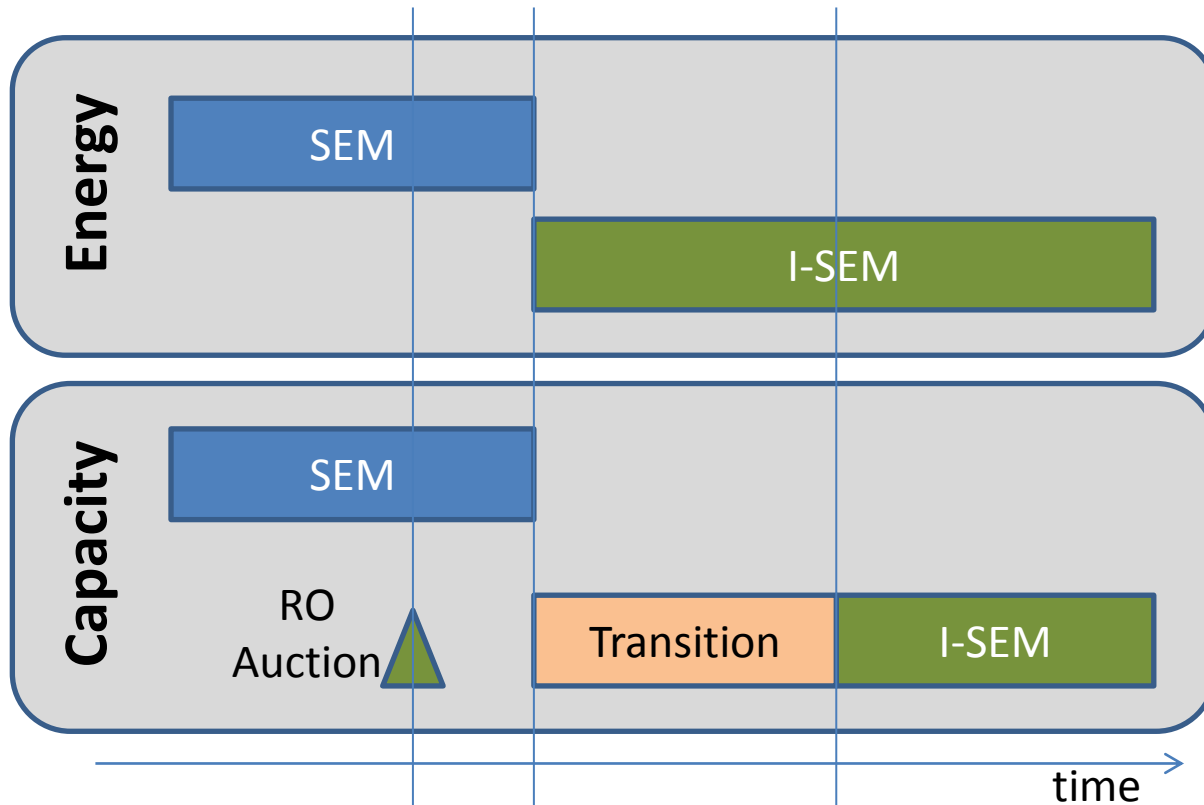 Energy
SEM
I-SEM
Capacity
SEM
RO
Auction
Transition
I-SEM
time